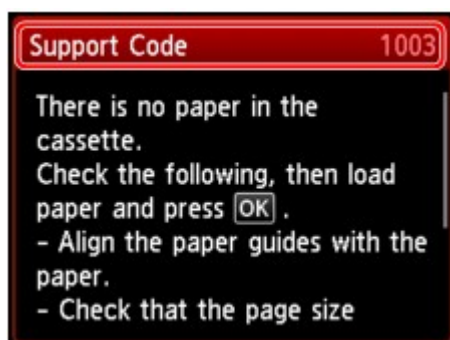 Support Code 1003
There is no paper in the
cassette.
Check the following, then load
paper and press OK .
- Align the paper guides with the
paper.
- Check that the page size